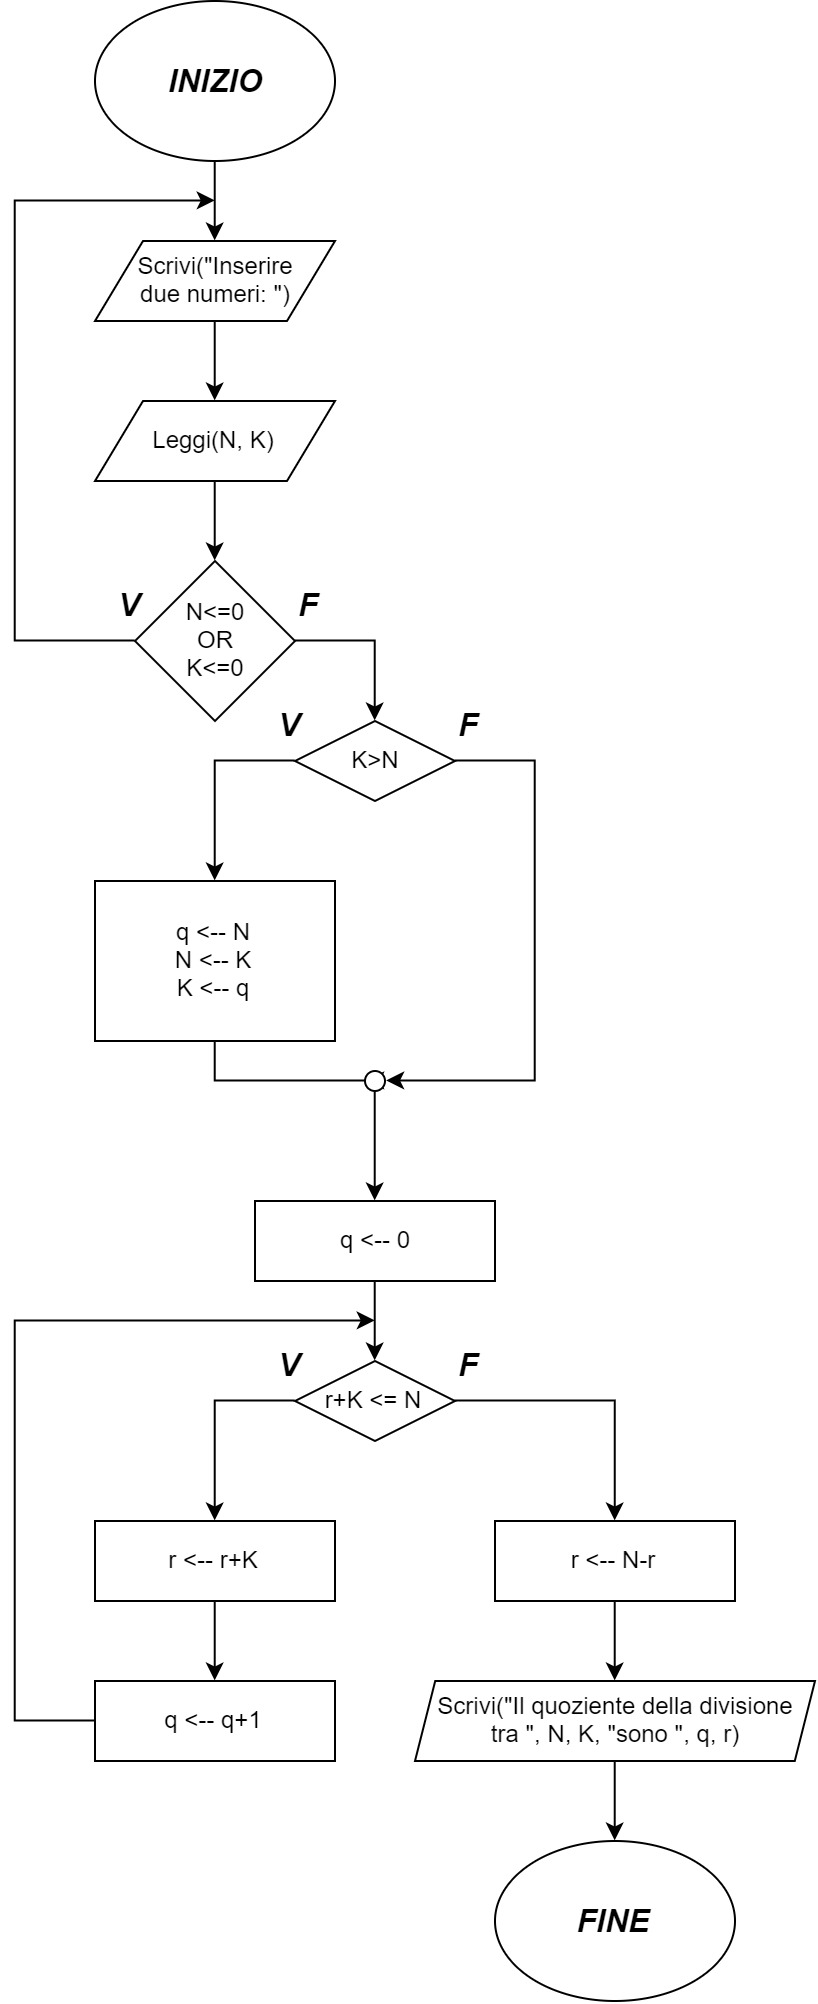 INIZIO
Scrivi("Inserire
due numeri: ")
Leggi(N, K)
V
F
N<=0
OR
K<=0
V
F
K>N
q <-- N
N <-- K
K <-- q
q <-- 0
V
F
r+K <= N
r <-- r+K
r <-- N-r
q <-- q+1
Scrivi("Il quoziente della divisione
tra ", N, K, "sono ", q, r)
FINE